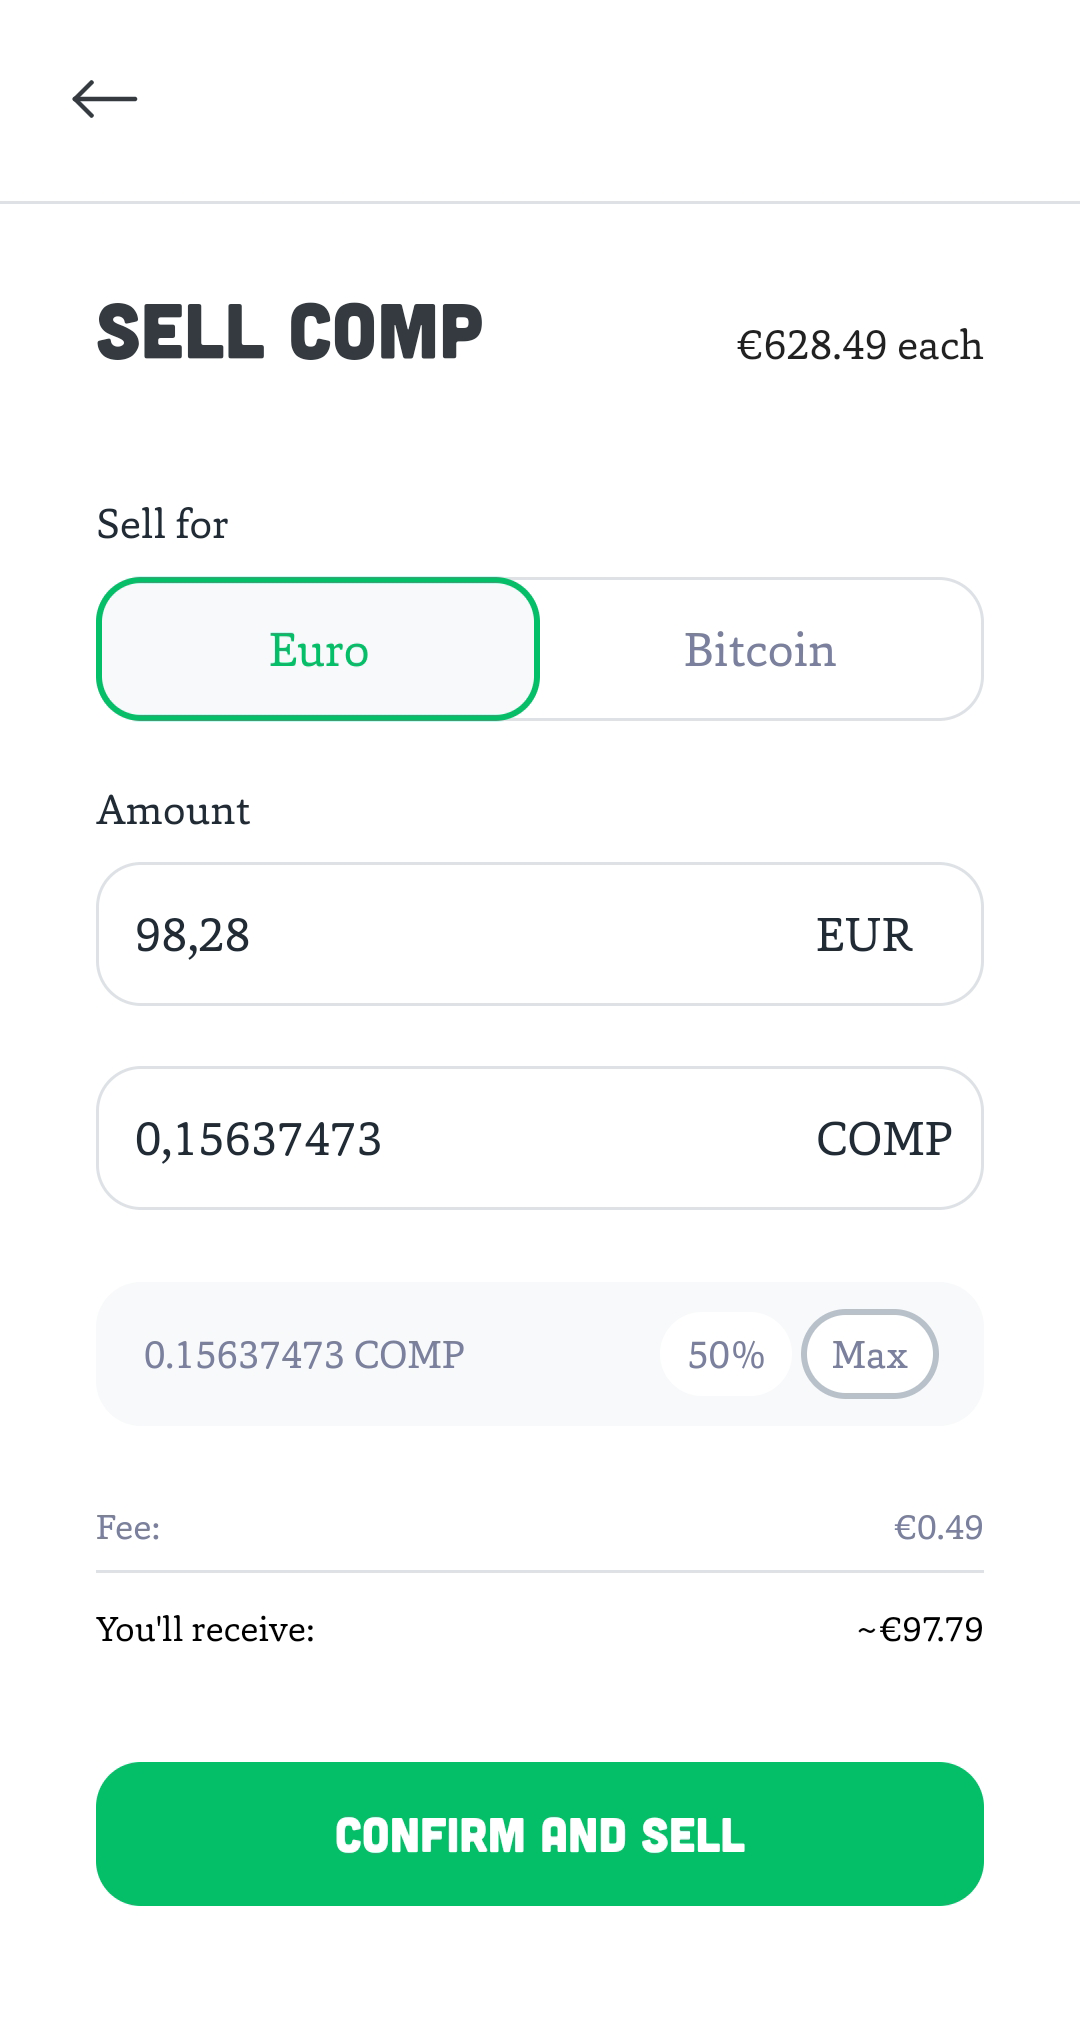 SELL COMP
€628.49 each
Sell for
Euro
Bitcoin
Amount
98,28
EUR
0,15637473
COMP
0.15637473 COMP
50%
Max
Fee:
€0.49
You'll receive:
~€97.79
CONFIRM AND SELL